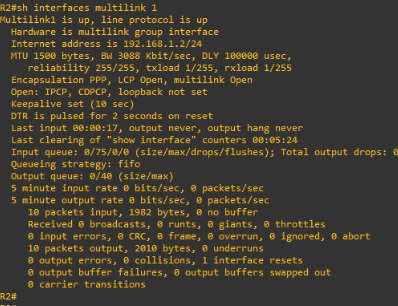 R2#sh interfaces multilink 1
Multilink1 is up, line protocol is up
Hardware is multilink group interface
Internet address is 192.168.1.2/24
MTU 1500 bytes, BW 3088 Kbit/sec, DLY 100000 usec,
reliability 255/255, txload 1/255, rxload 1/255
Encapsulation PPP, LCP Open, multilink Open
Open: IPCP, CDPCP, loopback not set
Keepalive set (10 sec)
DTR is pulsed for 2 seconds on reset
Last input 00:00:17, output never, output hang never
Last clearing of "show interface" counters 00:05:24
Input queue: 0/75/0/0 (size/max/drops/flushes); Total output drops: 0
Queueing strategy: fifo
Output queue: 0/40 (size/max)
5 minute input rate 0 bits/sec, 0 packets/sec
5 minute output rate 0 bits/sec, 0 packets/sec
10 packets input, 1982 bytes, 0 no buffer
Received 0 broadcasts, 0 runts, 0 giants, 0 throttles
0 input errors, 0 CRC, 0 frame, 0 overrun, 0 ignored, 0 abort
10 packets output, 2010 bytes, 0 underruns
0 output errors, 0 collisions, 1 interface resets
0 output buffer failures, 0 output buffers swapped out
0 carrier transitions
R2#